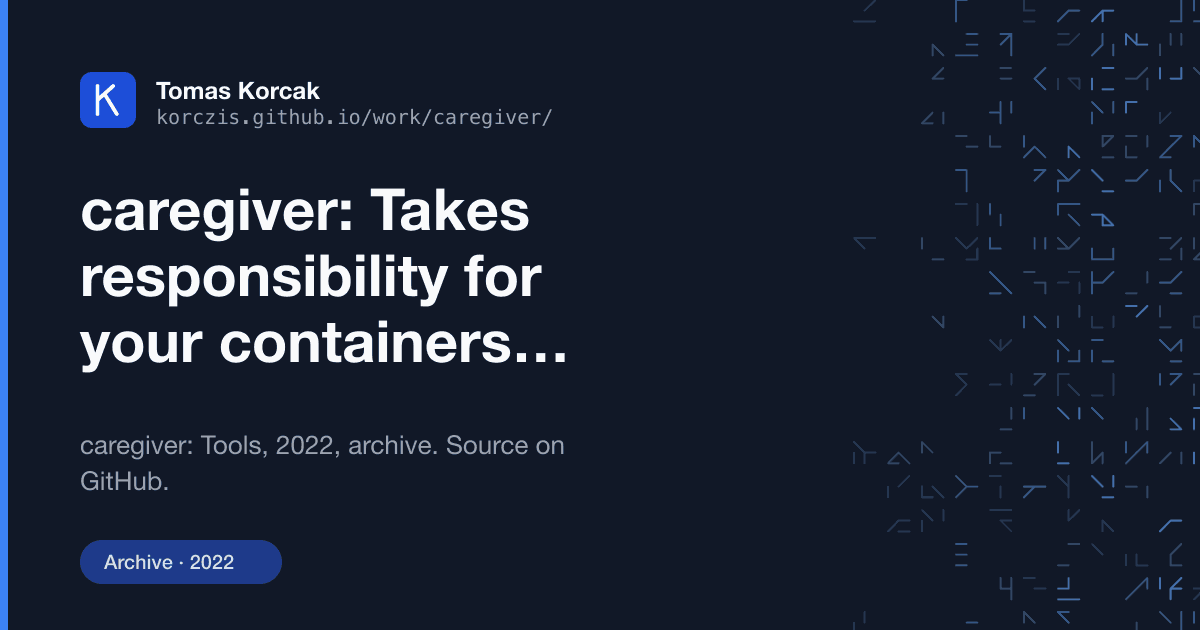 K
Tomas Korcak
korczis.github.io/work/caregiver/
caregiver: Takes
responsibility for
your containers…
caregiver: Tools, 2022, archive. Source on
GitHub.
Archive · 2022